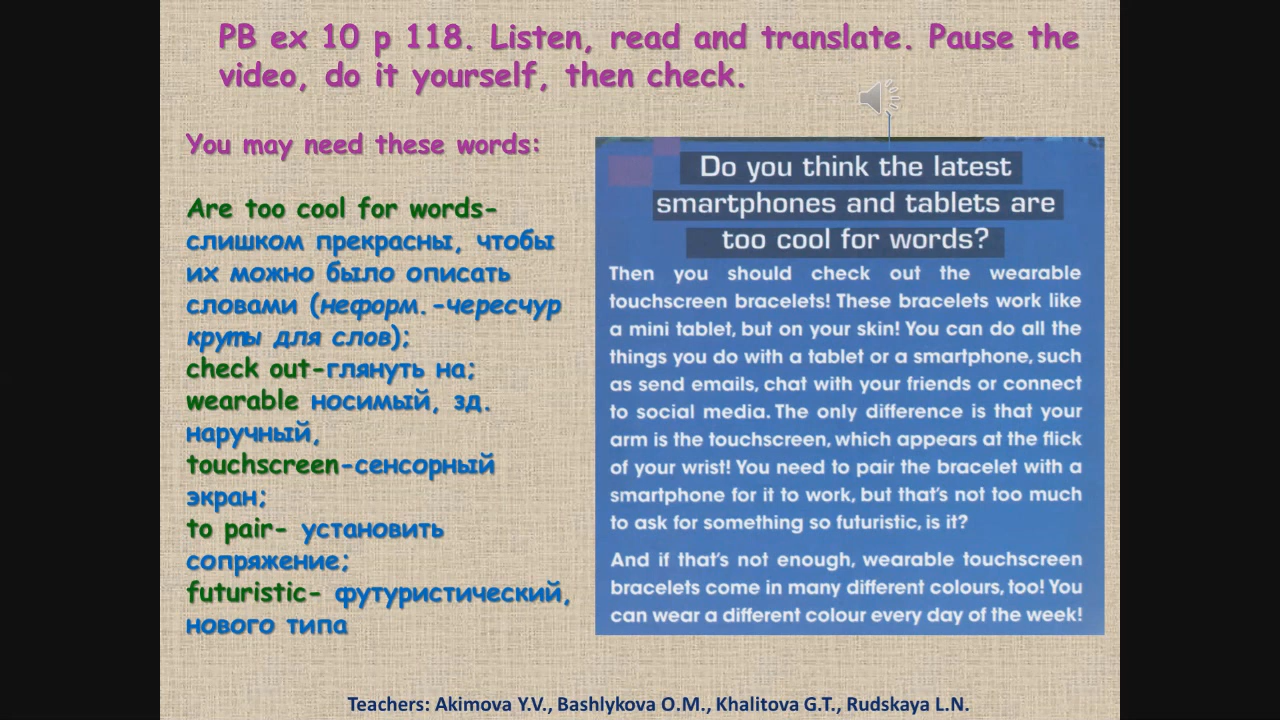 PB ex 10 p 118. Listen, read and translate. Pause the
video, do it yourself, then check.
You may need these words:
Are too cool for words-
слишком прекрасны, чтобы
их можно было описать
словами (неформ.-чересчур
круты для слов);
check out-глянуть на;
wearable носимый, зд.
наручный,
touchscreen-сенсорный
экран;
to pair- установить
сопряжение;
futuristic- футуристический,
нового типа
Do you think the latest
smartphones and tablets are
too cool for words?
Then you should check out the wearable
touchscreen bracelets! These bracelets work like
a mini tablet, but on your skin! You can do all the
things you do with a tablet or a smartphone, such
as send emails, chat with your friends or connect
to social media. The only difference is that your
arm is the touchscreen, which appears at the flick
of your wrist! You need to pair the bracelet with a
smartphone for it to work, but that's not too much
to ask for something so futuristic, is it?
And if that's not enough, wearable touchscreen
bracelets come in many different colours, too! You
can wear a different colour every day of the week!
Teachers: Akimova Y.V., Bashlykova O.M., Khalitova G.T., Rudskaya L.N.